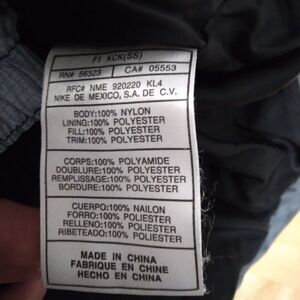 F1 KCK(SS)
RN# 56323 CA# 05553
RFC# NME 920220 KL4
NIKE DE MEXICO, S.A. DE C.V.
BODY:100% NYLON
LINING:100% POLYESTER
FILL:100% POLYESTER
TRIM:100% POLYESTER
CORPS:100% POLYAMIDE
DOUBLURE:100% POLYESTER
REMPLISSAGE:100% POLYESTER
BORDURE:100% POLYESTER
CUERPO:100% NAILON
FORRO:100% POLIESTER
RELLENO:100% POLIESTER
RIBETEADO:100% POLIESTER
MADE IN CHINA
FABRIQUE EN CHINE
HECHO EN CHINA